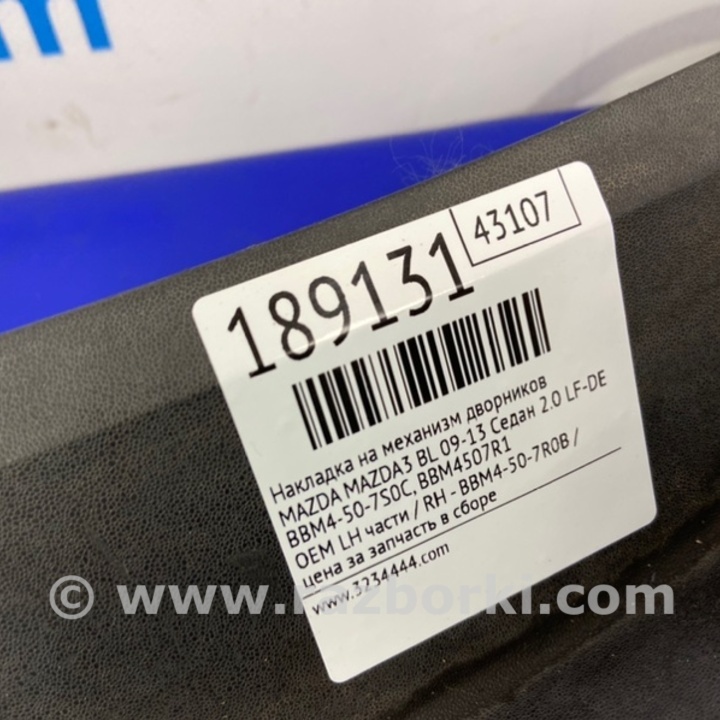 m
43107
189131
Накладка на механизм дворников
MAZDA MAZDA3 BL 09-13 Седан 2.0 LF-DE
BBM4-50-7S0C, BBM4507R1
OEM LH части / RH - BBM4-50-7R0B /
цена за запчасть в сборе
www.3234444.com
© www.razborki.com